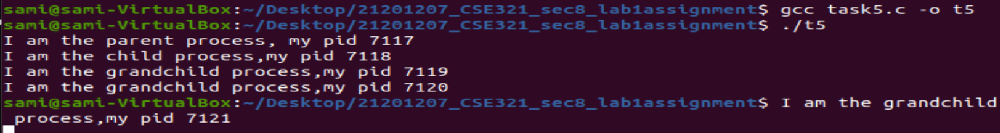 sami@sami-VirtualBox:~/Desktop/21201207_CSE321_sec8_lab1assignment$ gcc task5.c -o t5
sami@sami-VirtualBox:~/Desktop/21201207_CSE321_sec8_lab1assignment$ ./t5
I am the parent process, my pid 7117
I am the child process,my pid 7118
I am the grandchild process,my pid 7119
I am the grandchild process,my pid 7120
sami@sami-VirtualBox:~/Desktop/21201207_CSE321_sec8_lab1assignment$ I am the grandchild
 process,my pid 7121